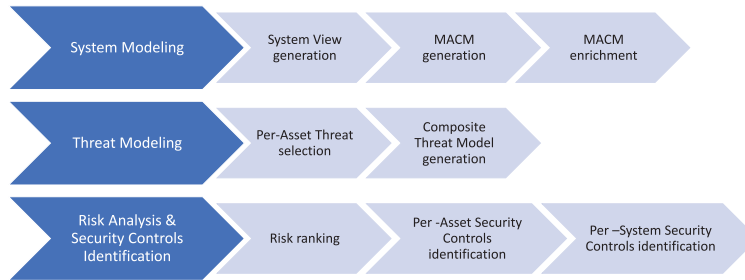 System Modeling
System View
generation
MACM
generation
MACM
enrichment
Threat Modeling
Per-Asset Threat
selection
Composite
Threat Model
generation
Risk Analysis &
Security Controls
Identification
Risk ranking
Per -Asset Security
Controls
identification
Per –System Security
Controls identification